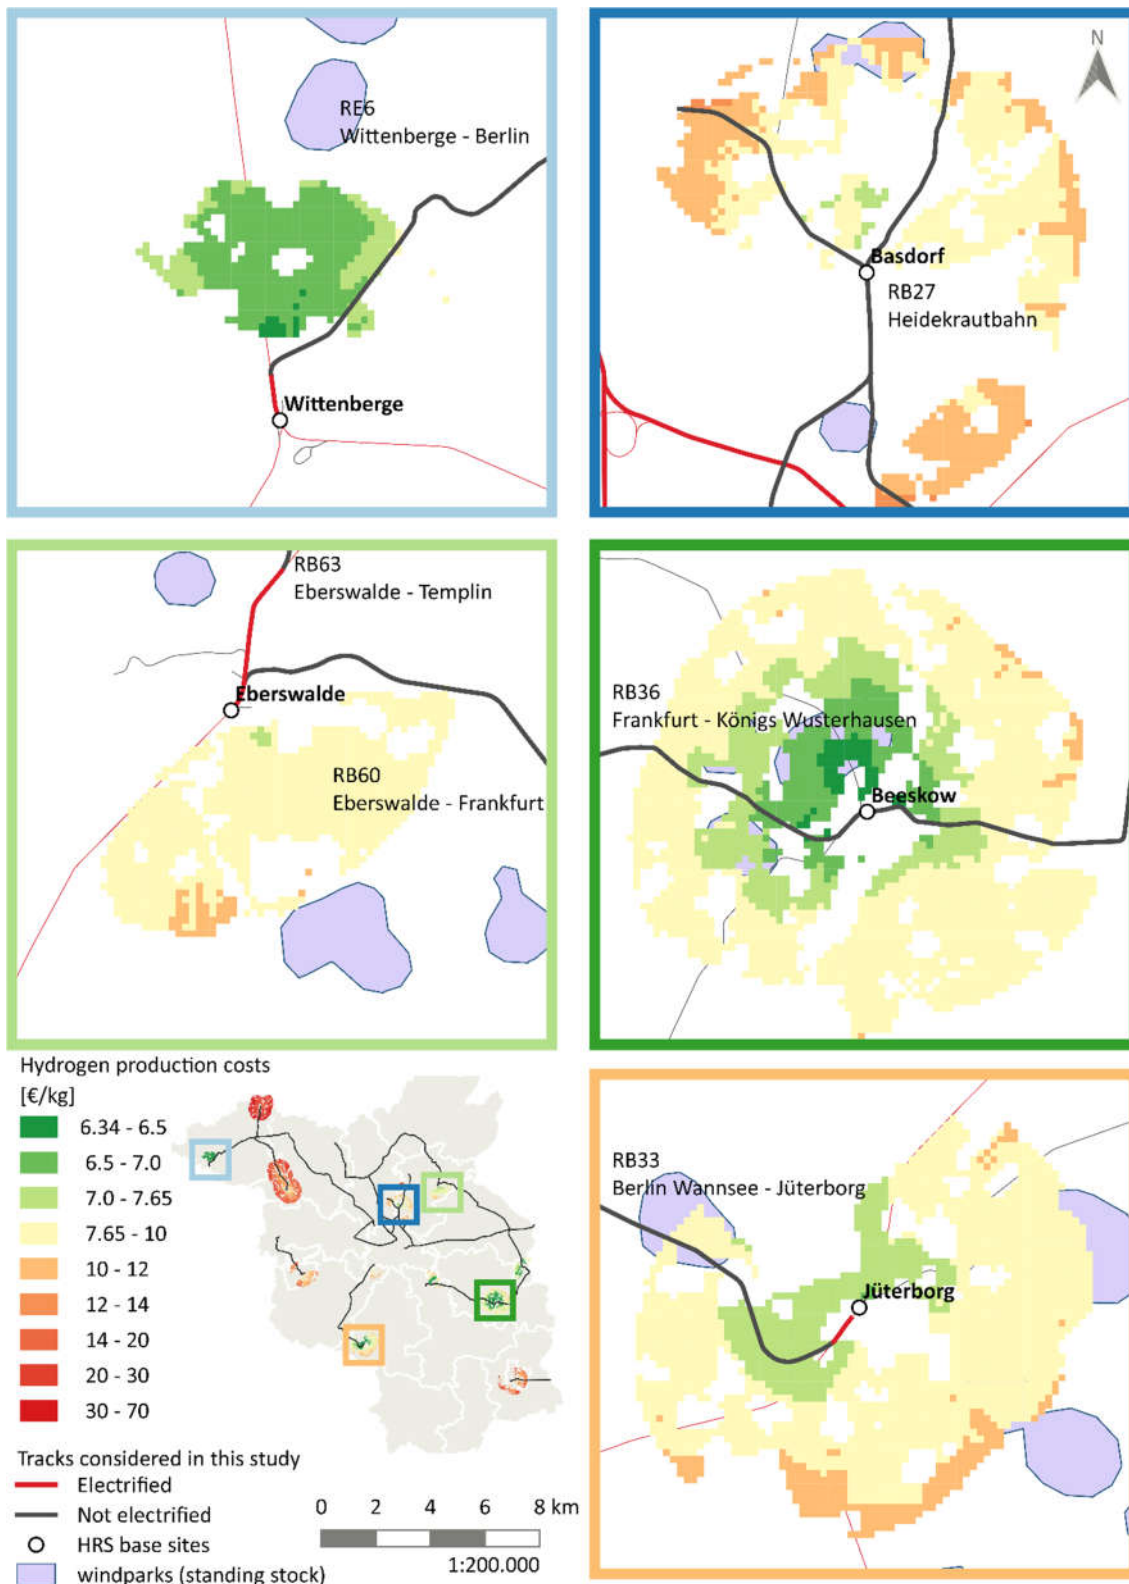 RE6
Wittenberge - Berlin
Wittenberge
N
Basdorf
RB27
Heidekrautbahn
RB63
Eberswalde - Templin
Eberswalde
RB60
Eberswalde - Frankfurt
RB36
Frankfurt - Königs Wusterhausen
Beeskow
Hydrogen production costs
[€/kg]
6.34 - 6.5
6.5 - 7.0
7.0 - 7.65
7.65 - 10
10 - 12
12 - 14
14 - 20
20 - 30
30 - 70
Tracks considered in this study
Electrified
Not electrified
HRS base sites
windparks (standing stock)
0 2 4 6 8 km
1:200.000
RB33
Berlin Wannsee - Jüterborg
Jüterborg